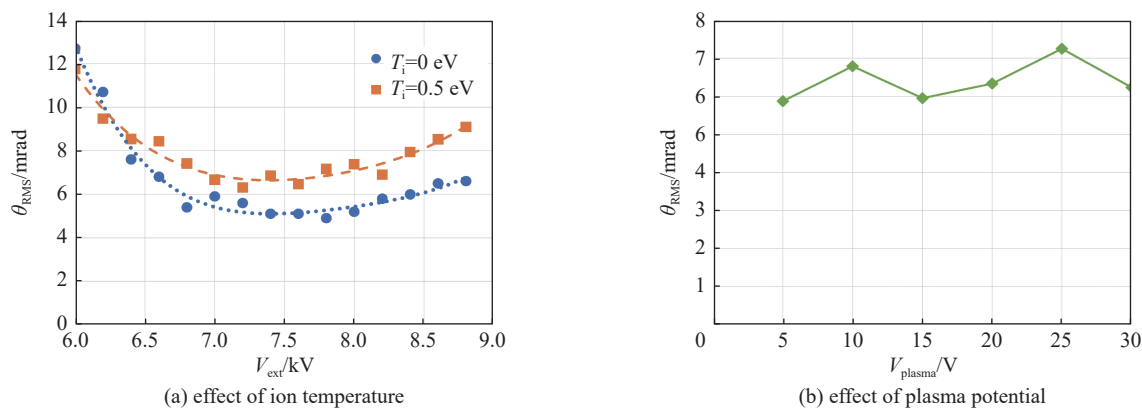 14
12
10
8
6
4
2
0
θRMS/mrad
Ti=0 eV
Ti=0.5 eV
6.0 6.5 7.0 7.5 8.0 8.5 9.0
Vext/kV
(a) effect of ion temperature
8
7
6
6
4
3
2
1
0
θRMS/mrad
5 10 15 20 25 30
Vplasma/V
(b) effect of plasma potential